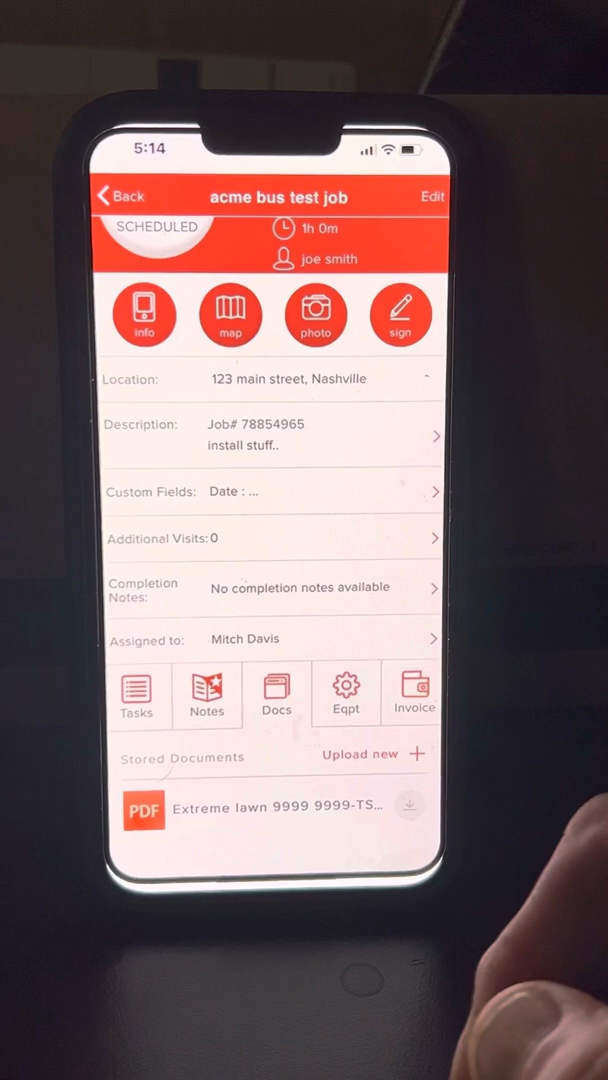 5:14
Back acme bus test job Edit
SCHEDULED
1h 0m
joe smith
info map photo sign
Location: 123 main street, Nashville
Description: Job# 78854965
install stuff..
Custom Fields: Date : ...
Additional Visits: 0
Completion Notes: No completion notes available
Assigned to: Mitch Davis
Tasks Notes Docs Eqpt Invoice
Stored Documents Upload new +
PDF Extreme lawn 9999 9999-TS...